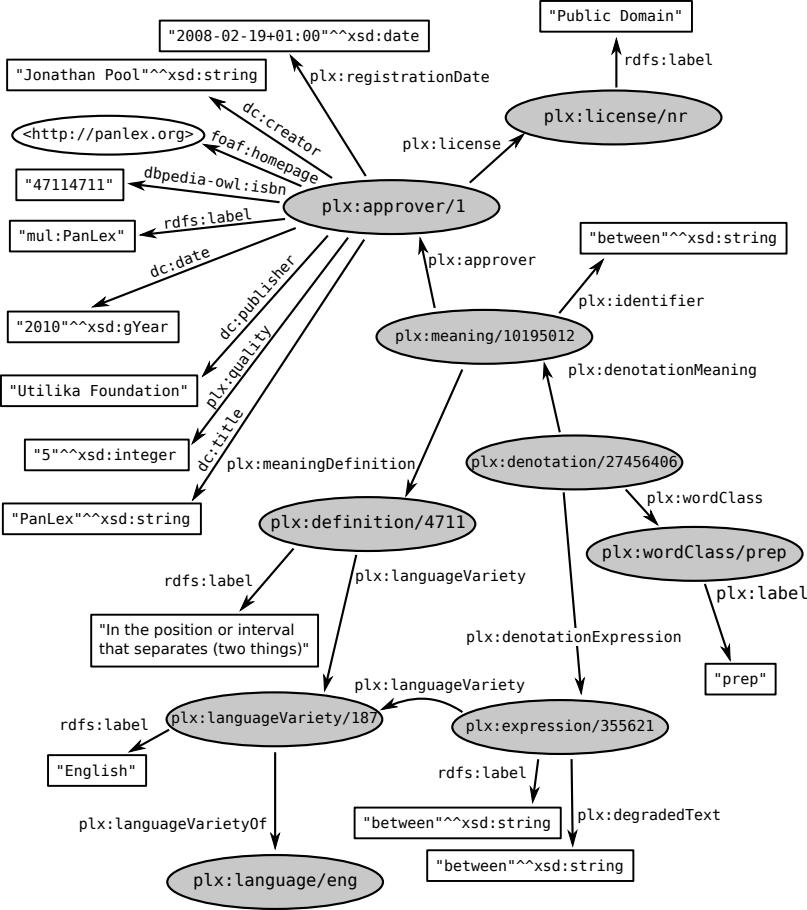 "Public Domain"
"2008-02-19+01:00"^^xsd:date
rdfs:label
"Jonathan Pool"^^xsd:string
plx:registrationDate
dc:creator
plx:license/nr
<http://panlex.org>
foaf:homepage
plx:license
"47114711"
dbpedia-owl:isbn
plx:approver/1
rdfs:label
"mul:PanLex"
"between"^^xsd:string
dc:date
plx:approver
dc:publisher
plx:identifier
"2010"^^xsd:gYear
plx:meaning/10195012
plx:quality
plx:denotationMeaning
"Utilika Foundation"
dc:title
"5"^^xsd:integer
plx:meaningDefinition
plx:denotation/27456406
plx:wordClass
"PanLex"^^xsd:string
plx:definition/4711
plx:wordClass/prep
rdfs:label
plx:languageVariety
plx:label
"In the position or interval
that separates (two things)"
plx:denotationExpression
"prep"
plx:languageVariety
plx:languageVariety/187
rdfs:label
plx:expression/355621
"English"
rdfs:label
plx:degradedText
plx:languageVarietyOf
"between"^^xsd:string
"between"^^xsd:string
plx:language/eng